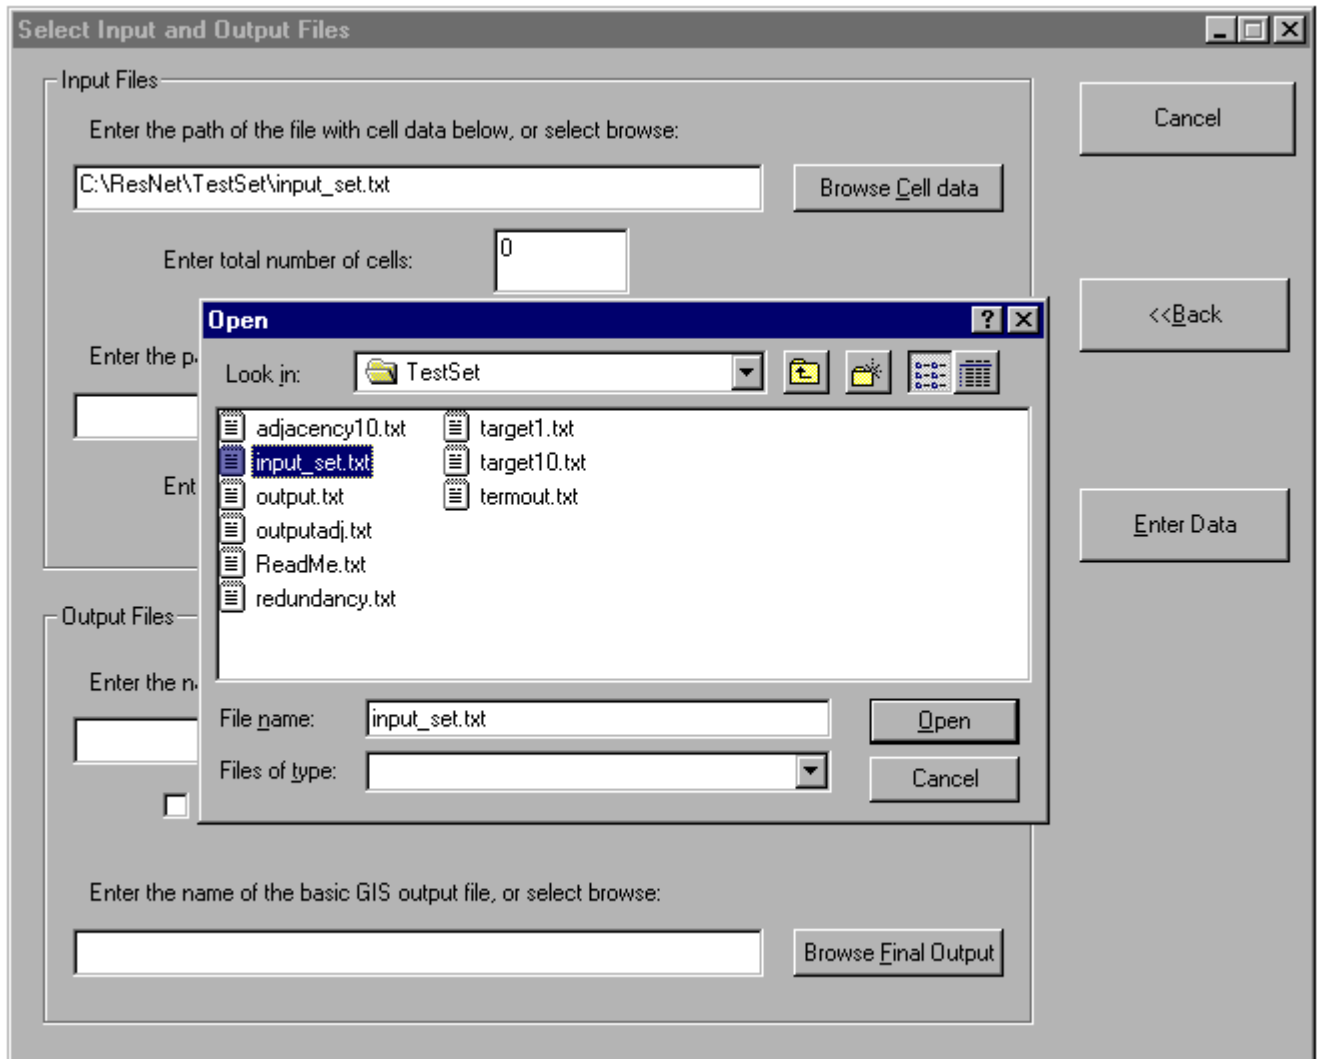 Select Input and Output Files
Input Files
Enter the path of the file with cell data below, or select browse:
Cancel
C:\ResNet\TestSet\input_set.txt
Browse Cell data
Enter total number of cells:
0
Open
<<Back
Enter the p
Look in:
TestSet
adjacency10.txt
target1.txt
input_set.txt
target10.txt
Ent
output.txt
termout.txt
outputadj.txt
Enter Data
ReadMe.txt
redundancy.txt
Output Files
Enter the n
File name:
input_set.txt
Open
Files of type:
Cancel
Enter the name of the basic GIS output file, or select browse:
Browse Final Output